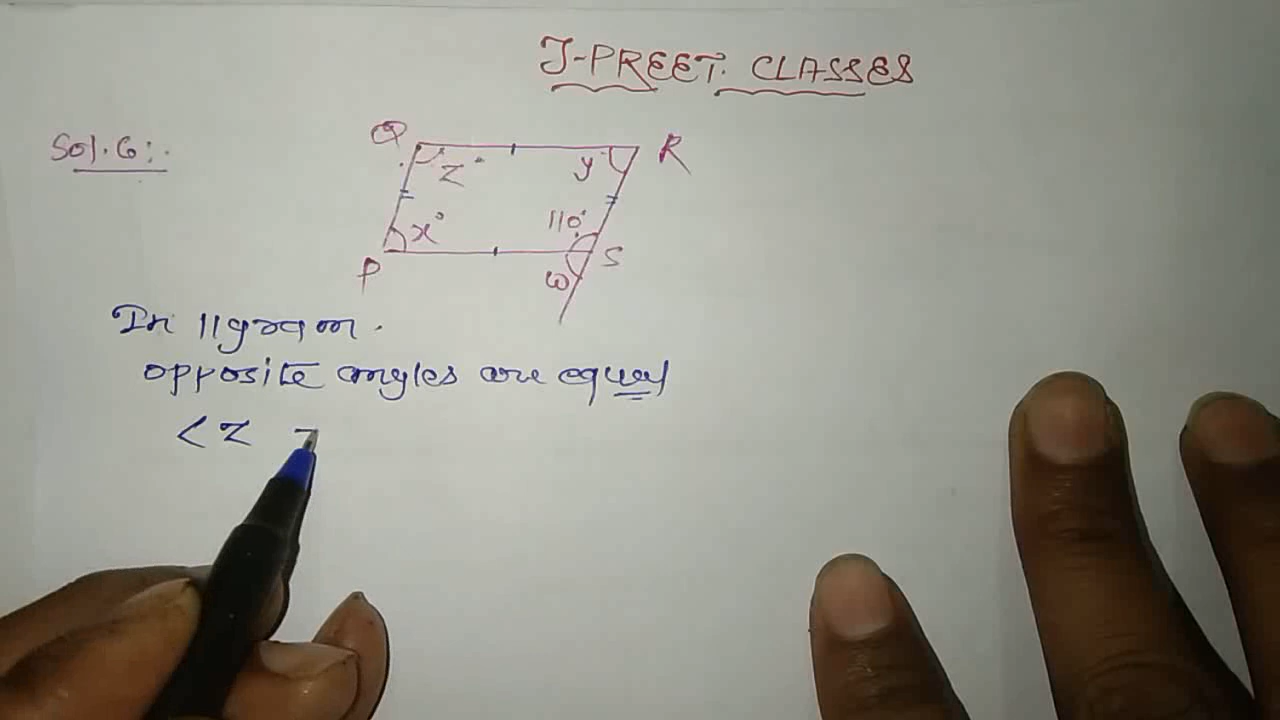 J-PREET. CLASSES
Sol. 6:.
Q
R
z°
y
x°
110°
P
S
ω
In ||gram.
opposite angles are equal
<z =